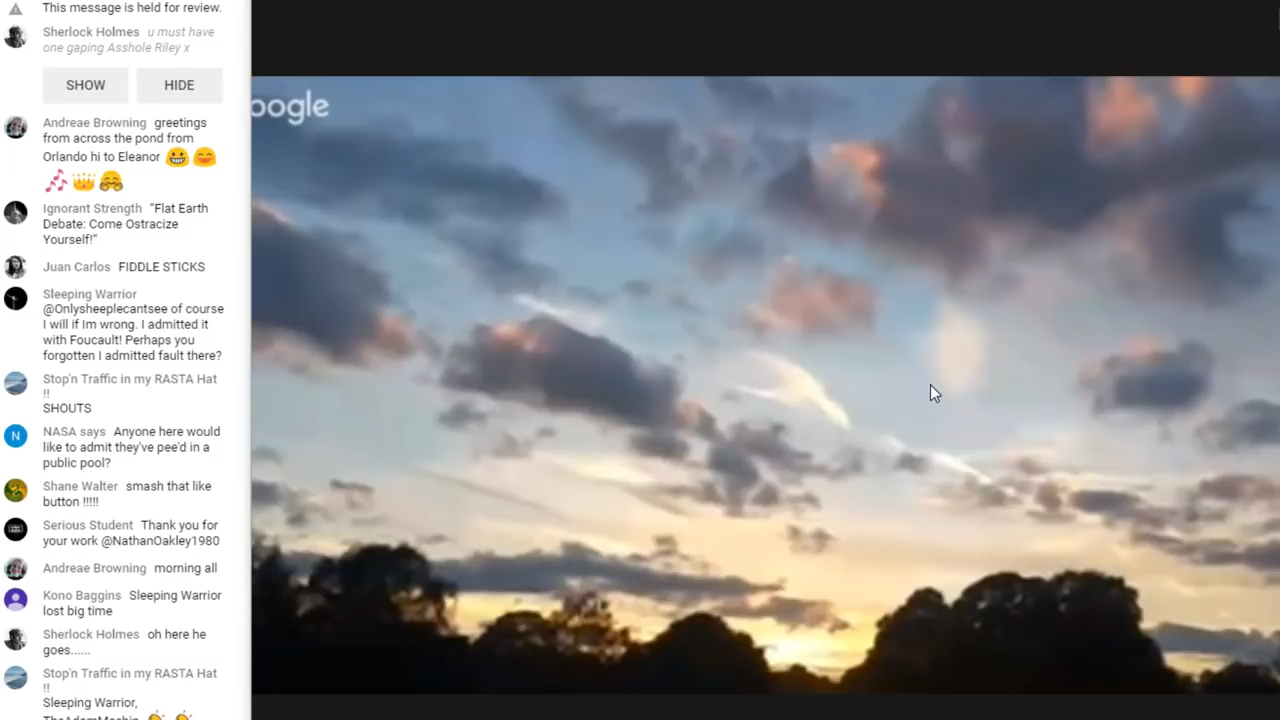 This message is held for review.
Sherlock Holmes u must have
one gaping Asshole Riley x
SHOW HIDE
Andreae Browning greetings
from across the pond from
Orlando hi to Eleanor
Ignorant Strength “Flat Earth
Debate: Come Ostracize
Yourself!”
Juan Carlos FIDDLE STICKS
Sleeping Warrior
@Onlysheeplecantsee of course
I will if Im wrong. I admitted it
with Foucault! Perhaps you
forgotten I admitted fault there?
Stop'n Traffic in my RASTA Hat
!!
SHOUTS
N
NASA says Anyone here would
like to admit they've pee'd in a
public pool?
Shane Walter smash that like
button !!!!!
Serious Student Thank you for
your work @NathanOakley1980
Andreae Browning morning all
Kono Baggins Sleeping Warrior
lost big time
Sherlock Holmes oh here he
goes......
Stop'n Traffic in my RASTA Hat
!!
Sleeping Warrior,
oogle